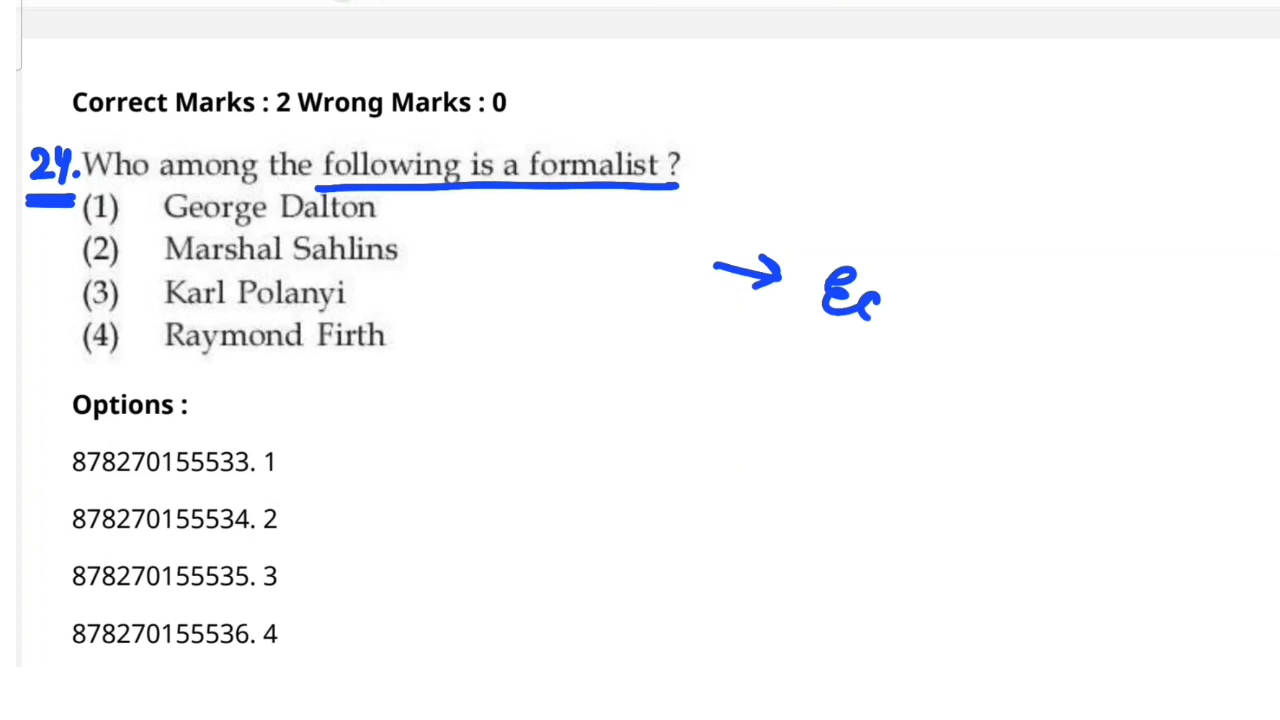 Correct Marks : 2 Wrong Marks : 0
24. Who among the following is a formalist ?
(1) George Dalton
(2) Marshal Sahlins
(3) Karl Polanyi
(4) Raymond Firth
→ Ec
Options :
878270155533. 1
878270155534. 2
878270155535. 3
878270155536. 4